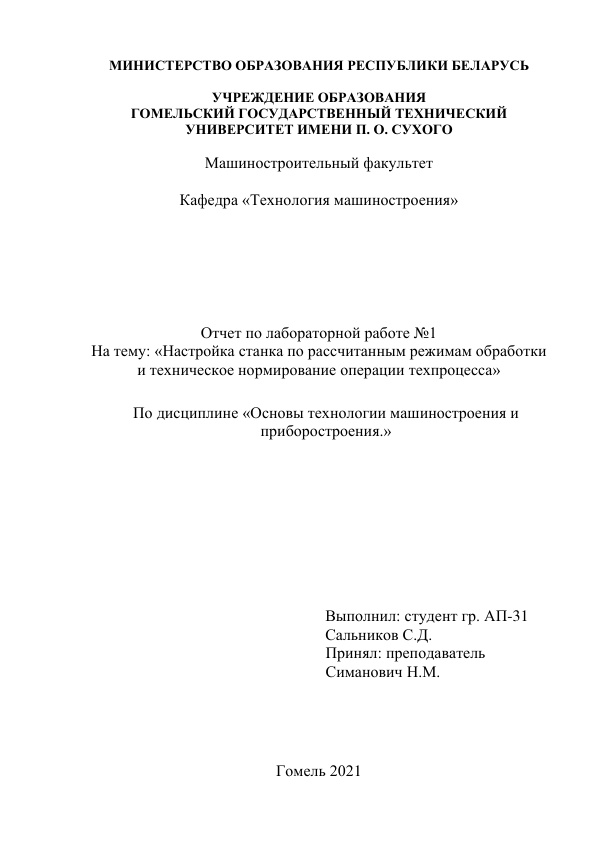 МИНИСТЕРСТВО ОБРАЗОВАНИЯ РЕСПУБЛИКИ БЕЛАРУСЬ
УЧРЕЖДЕНИЕ ОБРАЗОВАНИЯ
ГОМЕЛЬСКИЙ ГОСУДАРСТВЕННЫЙ ТЕХНИЧЕСКИЙ
УНИВЕРСИТЕТ ИМЕНИ П. О. СУХОГО
Машиностроительный факультет
Кафедра «Технология машиностроения»
Отчет по лабораторной работе №1
На тему: «Настройка станка по рассчитанным режимам обработки
и техническое нормирование операции техпроцесса»
По дисциплине «Основы технологии машиностроения и
приборостроения.»
Выполнил: студент гр. АП-31
Сальников С.Д.
Принял: преподаватель
Симанович Н.М.
Гомель 2021